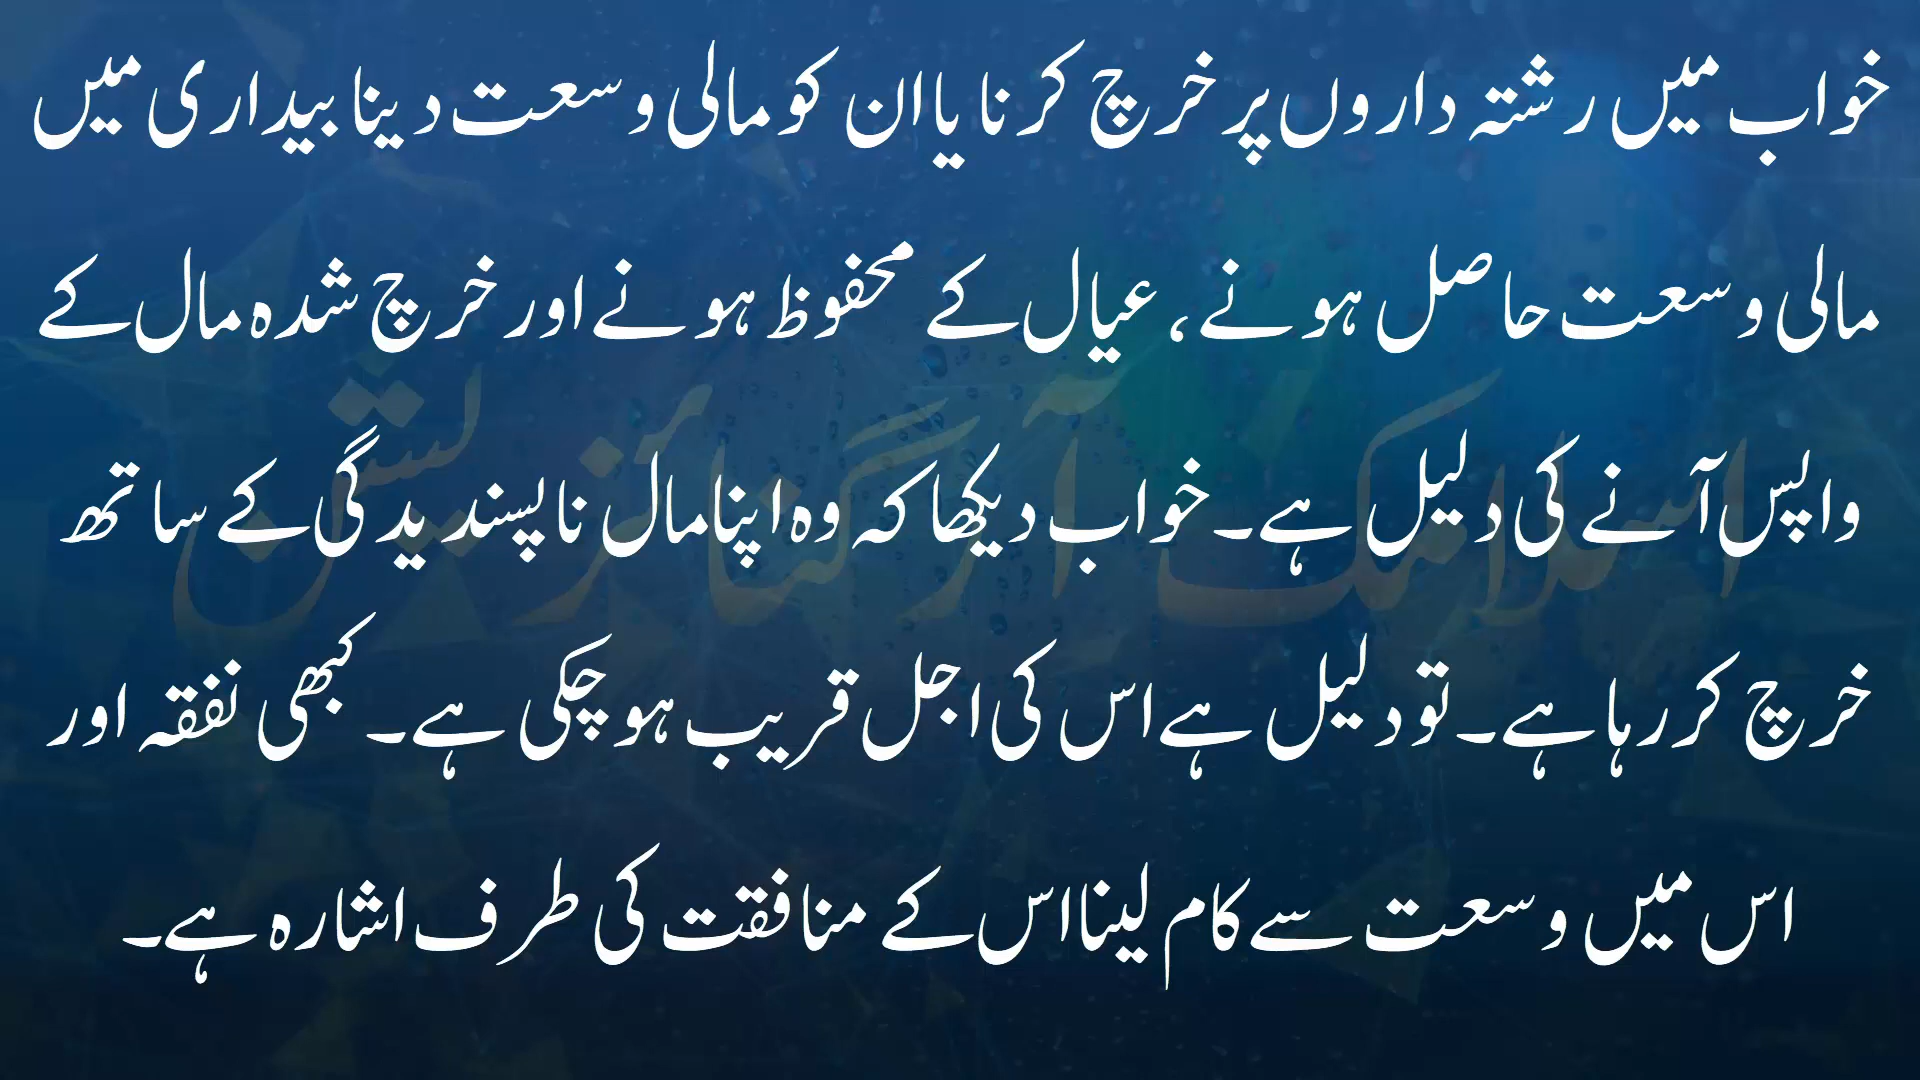 خواب میں رشتہ داروں پر خرچ کرنا یا ان کو مالی وسعت دینا بیداری میں
مالی وسعت حاصل ہونے، عیال کے محفوظ ہونے اور خرچ شدہ مال کے
واپس آنے کی دلیل ہے۔ خواب دیکھا کہ وہ اپنا مال ناپسندیدگی کے ساتھ
خرچ کر رہا ہے۔ تو دلیل ہے اس کی اجل قریب ہو چکی ہے۔ کبھی نفقہ اور
اس میں وسعت سے کام لینا اس کے منافقت کی طرف اشارہ ہے۔
اسلامک آرگنائزیشن